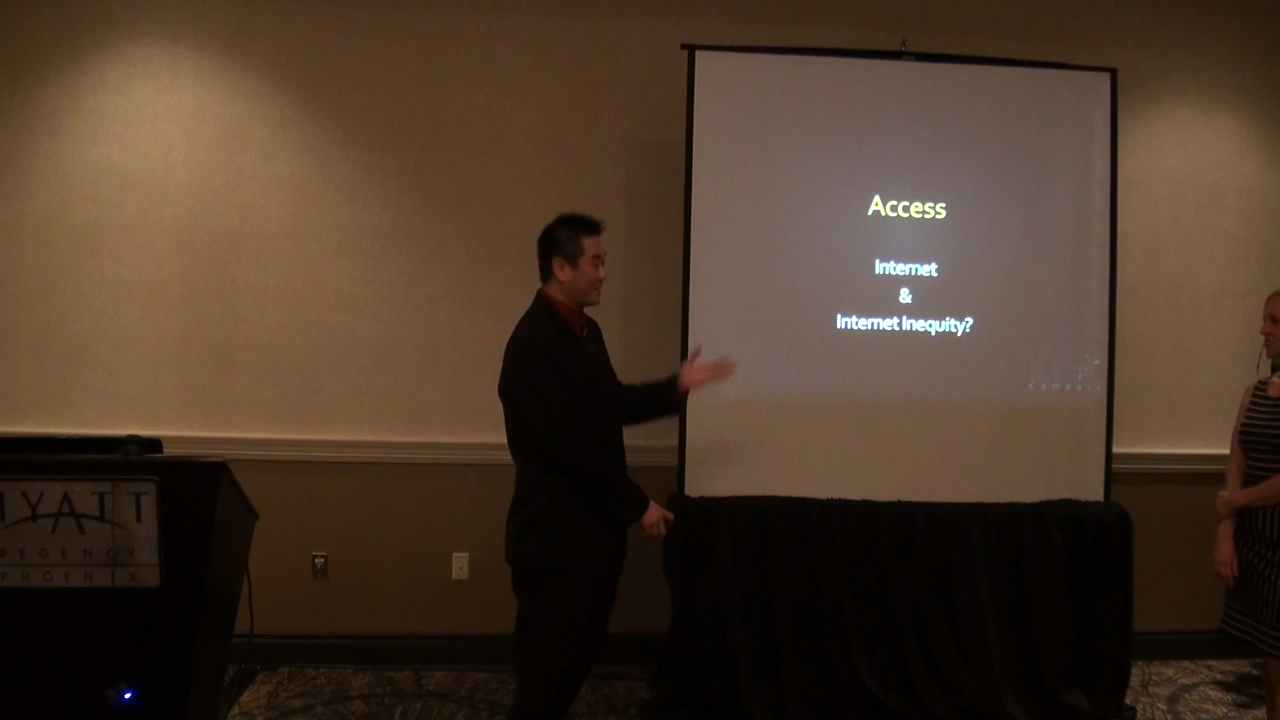 Access
Internet
&
Internet Inequity?
HYATT
REGENCY
PHOENIX